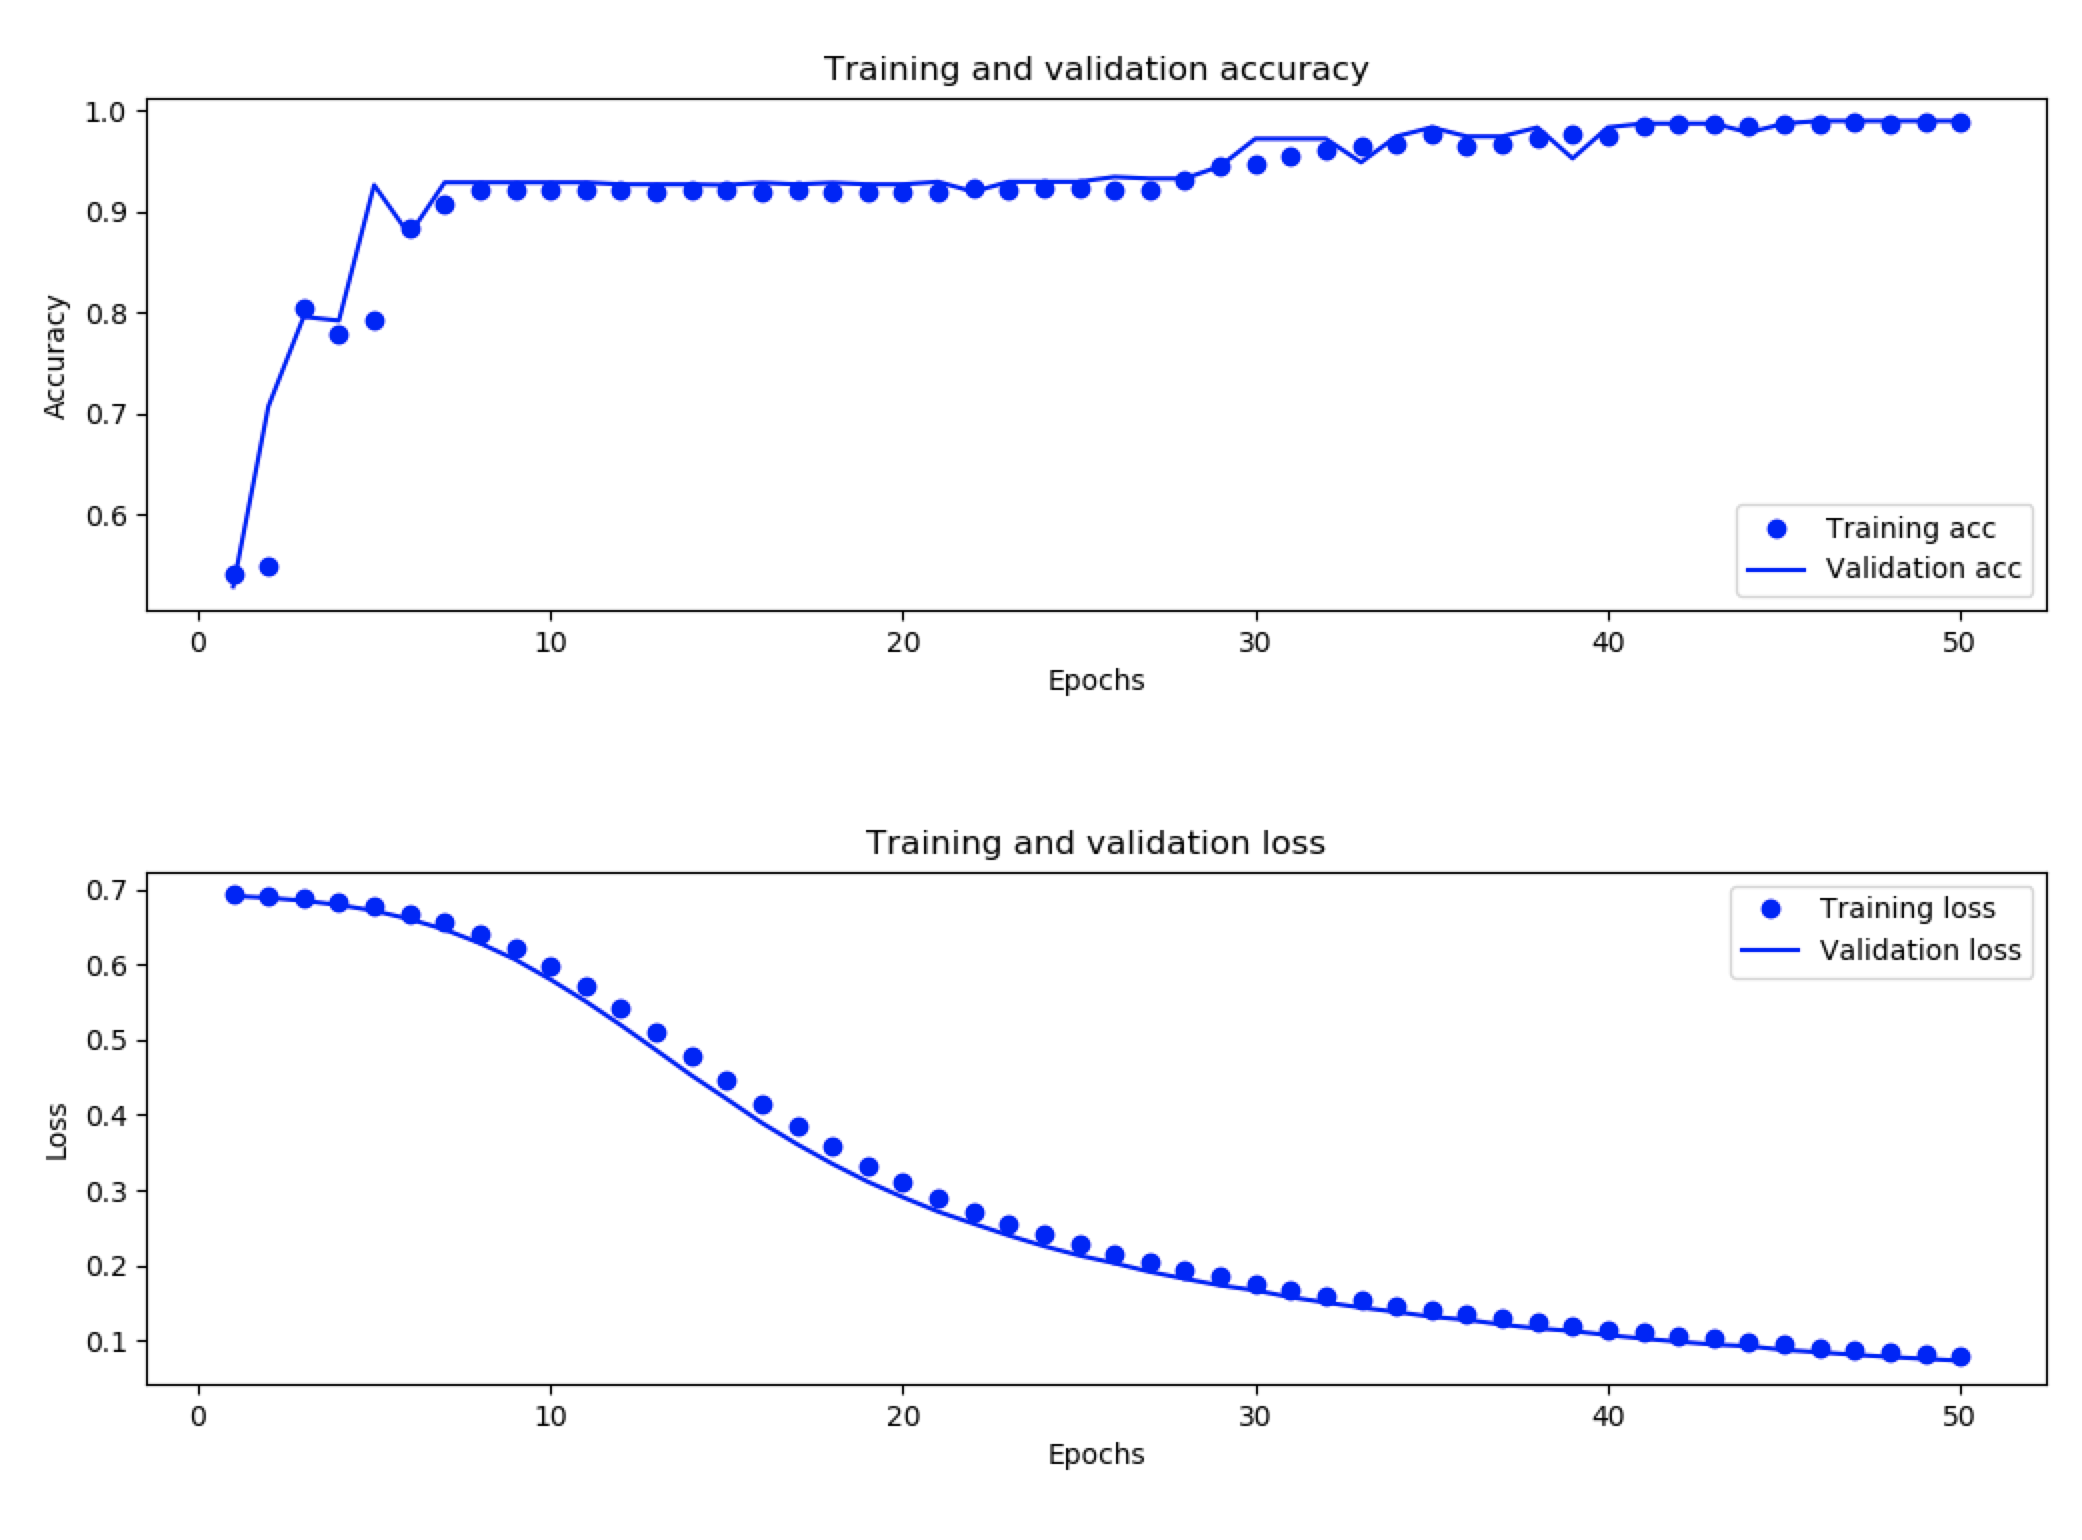 Training and validation accuracy
1.0
0.9
0.8
0.7
0.6
Accuracy
Training acc
Validation acc
0 10 20 30 40 50
Epochs
Training and validation loss
0.7
0.6
0.5
0.4
0.3
0.2
0.1
Loss
Training loss
Validation loss
0 10 20 30 40 50
Epochs